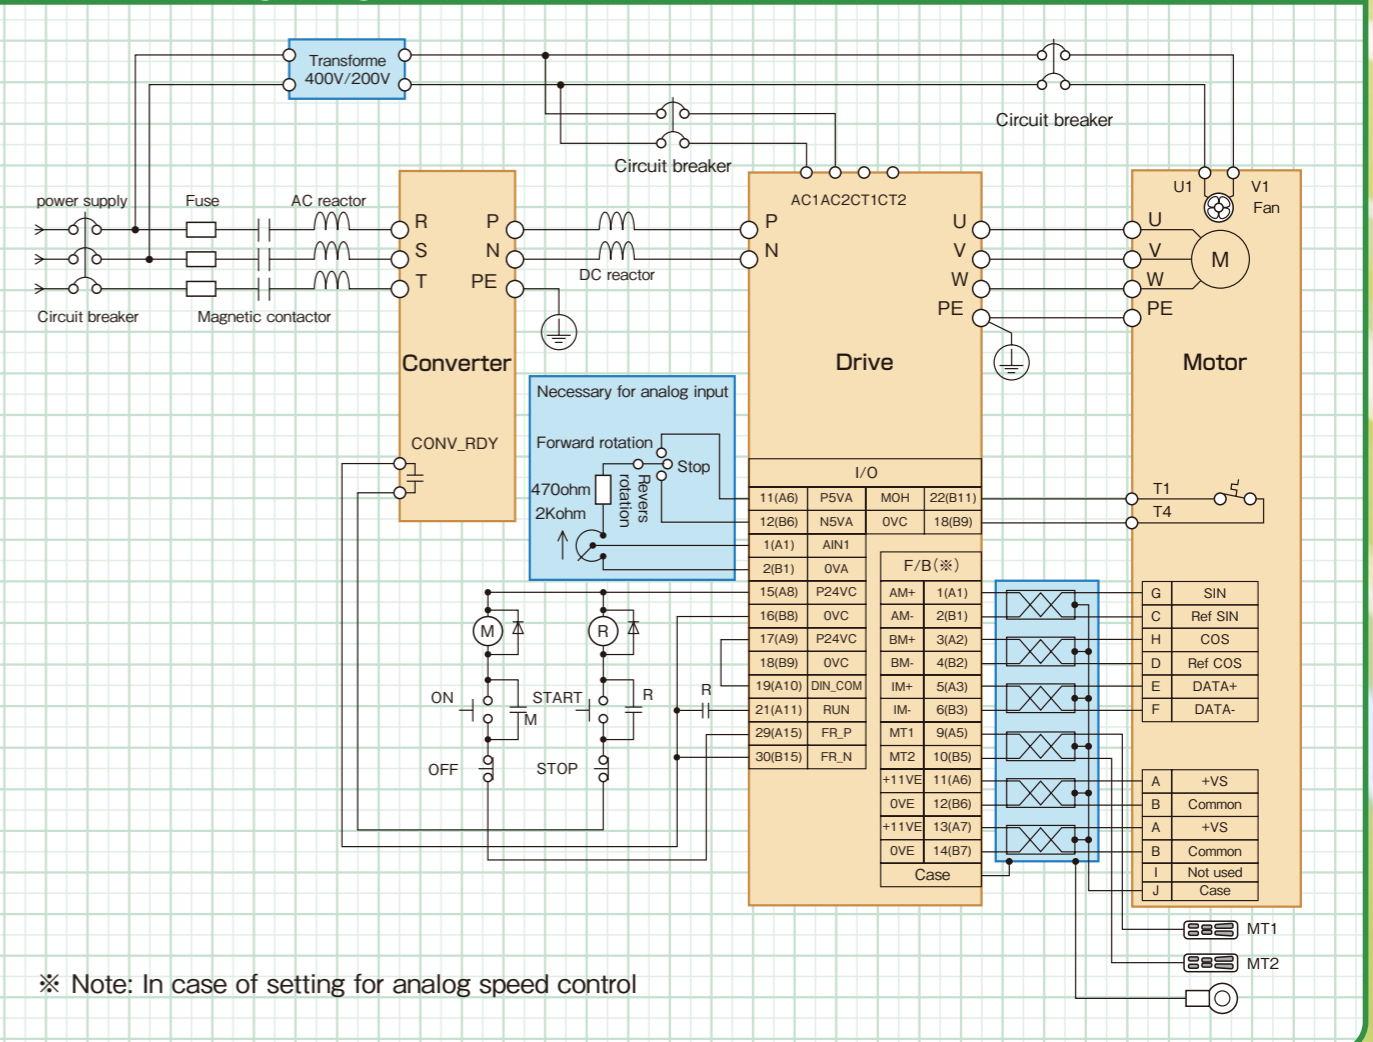 Transforme
400V/200V
Circuit breaker
Circuit breaker
power supply
Fuse
AC reactor
Circuit breaker
Magnetic contactor
R
S
T
P
N
PE
Converter
CONV_RDY
DC reactor
AC1AC2CT1CT2
P
N
U
V
W
PE
Drive
U1
V1
Fan
U
V
W
PE
M
Motor
Necessary for analog input
Forward rotation
Stop
Revers
rotation
470ohm
2Kohm
I/O
11(A6) P5VA MOH 22(B11)
12(B6) N5VA 0VC 18(B9)
1(A1) AIN1
2(B1) 0VA
15(A8) P24VC
16(B8) 0VC
17(A9) P24VC
18(B9) 0VC
19(A10) DIN_COM
21(A11) RUN
29(A15) FR_P
30(B15) FR_N
F/B(※)
AM+ 1(A1)
AM- 2(B1)
BM+ 3(A2)
BM- 4(B2)
IM+ 5(A3)
IM- 6(B3)
MT1 9(A5)
MT2 10(B5)
+11VE 11(A6)
0VE 12(B6)
+11VE 13(A7)
0VE 14(B7)
Case
T1
T4
G SIN
C Ref SIN
H COS
D Ref COS
E DATA+
F DATA-
A +VS
B Common
A +VS
B Common
I Not used
J Case
M
R
ON
M
START
R
R
OFF
STOP
MT1
MT2
※ Note: In case of setting for analog speed control